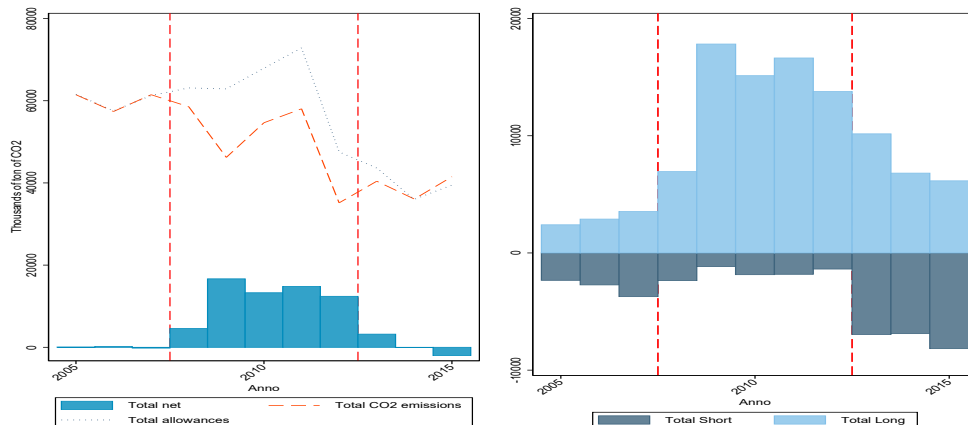 80000
60000
40000
20000
0
Thousands of ton of CO2
2005
2010
2015
Anno
Total net
Total CO2 emissions
Total allowances
20000
10000
0
-10000
2005
2010
2015
Anno
Total Short
Total Long